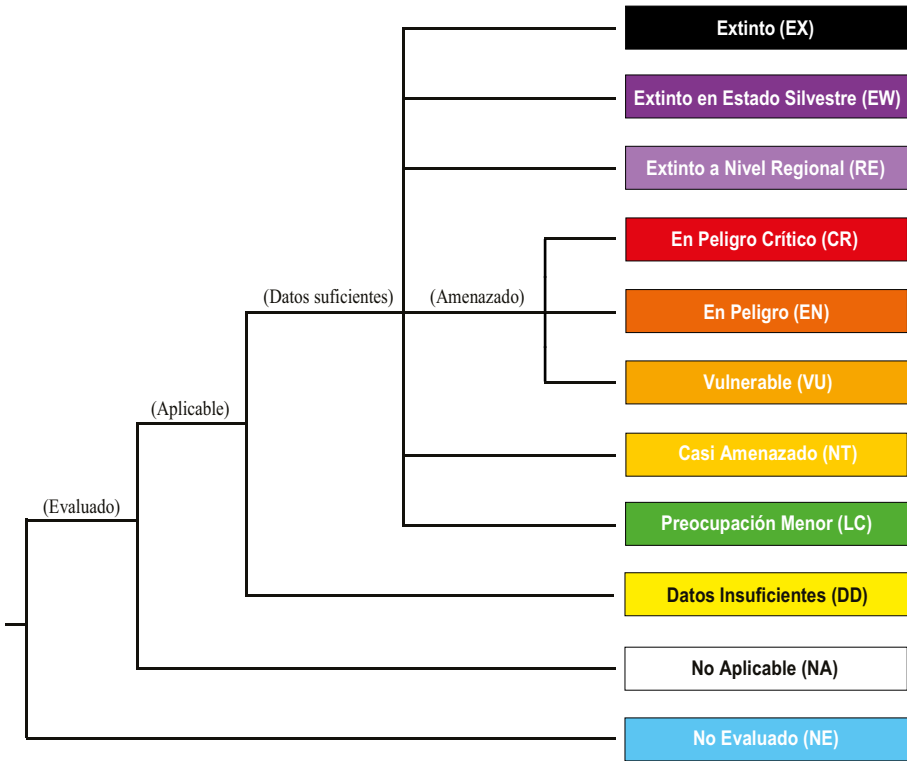 Extinto (EX)
Extinto en Estado Silvestre (EW)
Extinto a Nivel Regional (RE)
En Peligro Crítico (CR)
(Datos suficientes)
(Amenazado)
En Peligro (EN)
Vulnerable (VU)
(Aplicable)
Casi Amenazado (NT)
(Evaluado)
Preocupación Menor (LC)
Datos Insuficientes (DD)
No Aplicable (NA)
No Evaluado (NE)